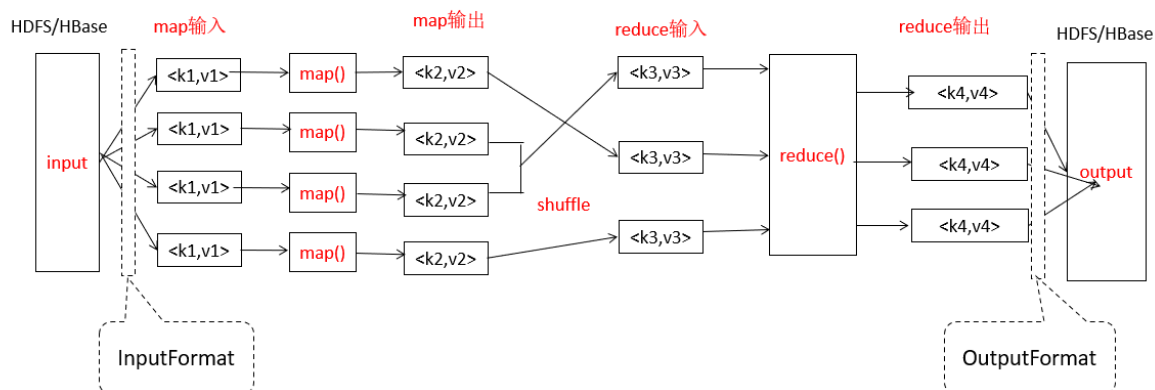 HDFS/HBase
map输入
map输出
reduce输入
reduce输出
HDFS/HBase
input
<k1,v1>
map()
<k2,v2>
<k3,v3>
<k4,v4>
<k1,v1>
map()
<k2,v2>
<k3,v3>
reduce()
<k4,v4>
output
<k1,v1>
map()
<k2,v2>
shuffle
<k4,v4>
<k1,v1>
map()
<k2,v2>
<k3,v3>
InputFormat
OutputFormat